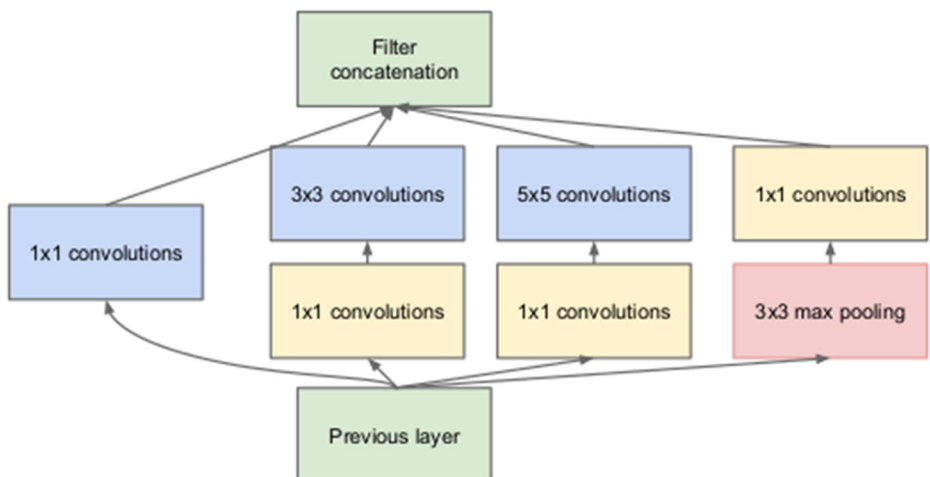 Filter
concatenation
3x3 convolutions
5x5 convolutions
1x1 convolutions
1x1 convolutions
1x1 convolutions
1x1 convolutions
3x3 max pooling
Previous layer